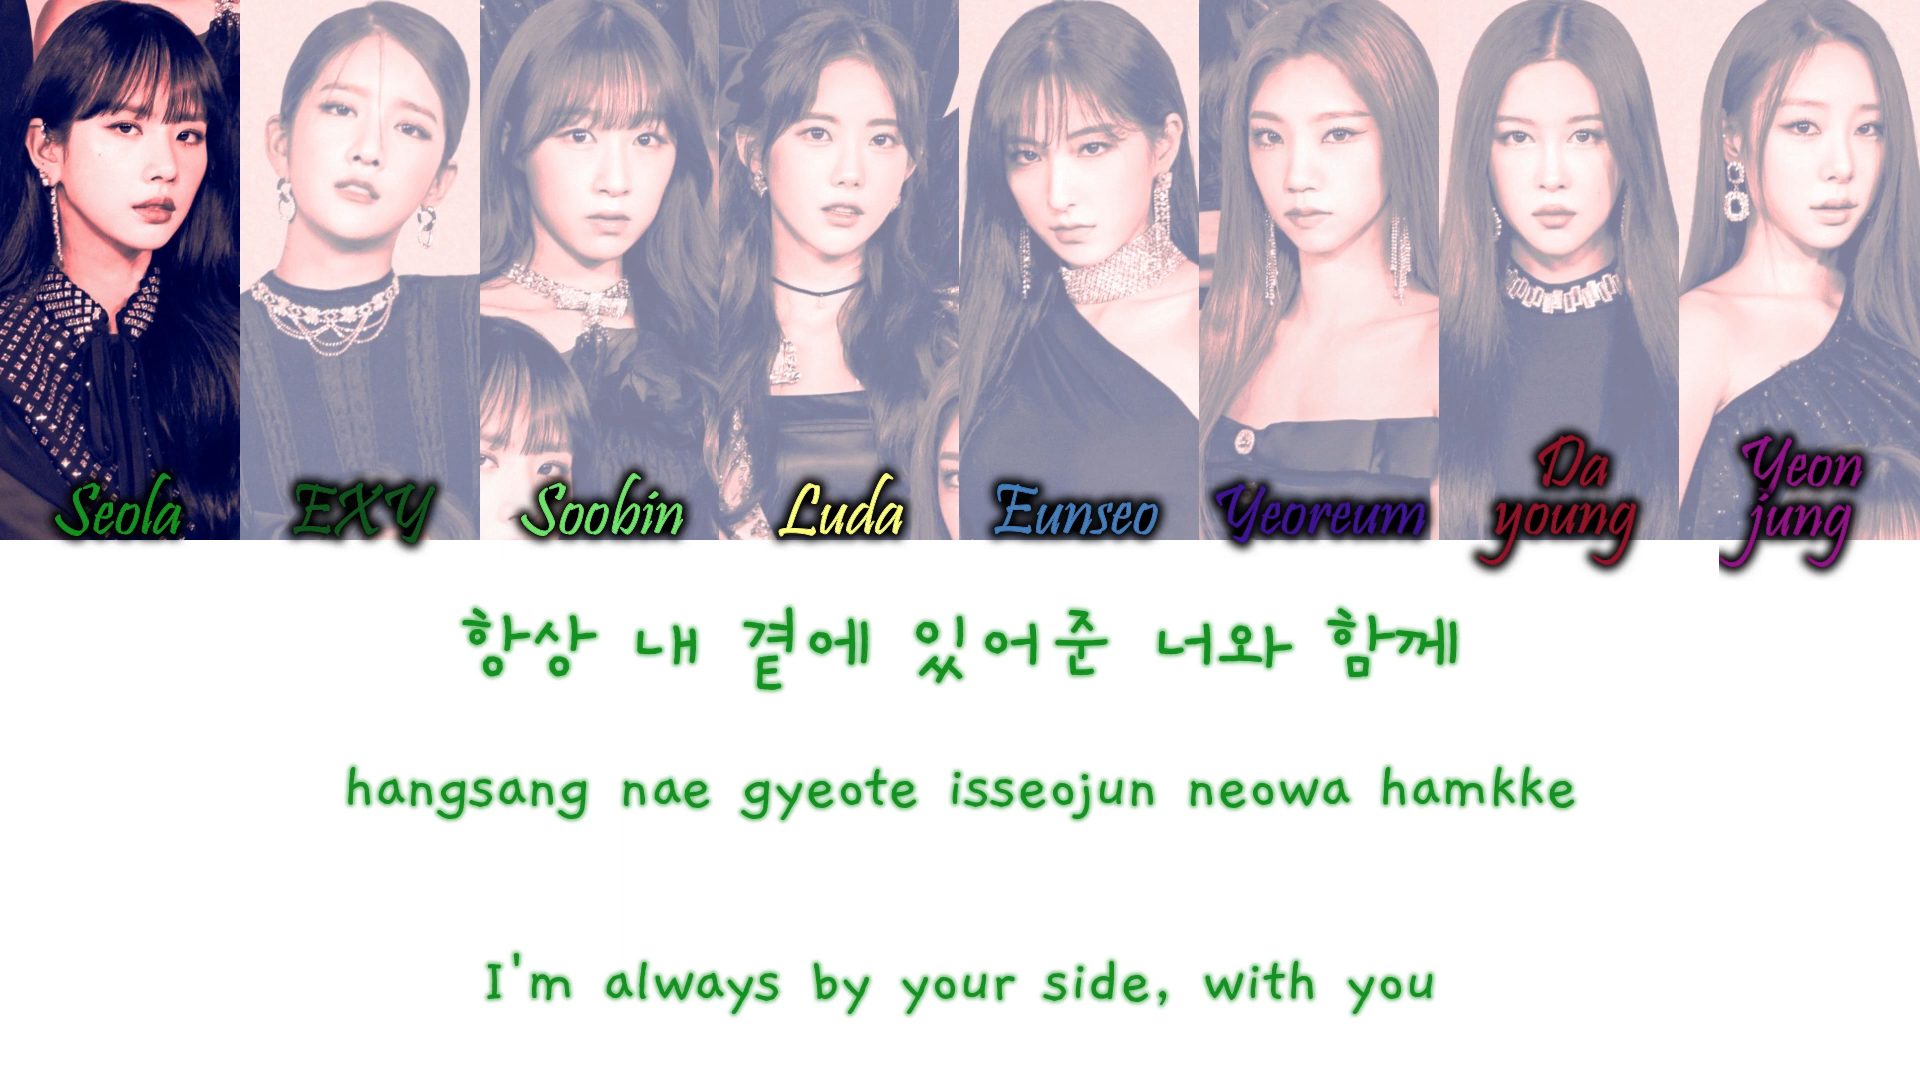 Seola EXY Soobin Luda Eunseo Yeoreum Da young Yeon jung
항상 내 곁에 있어준 너와 함께
hangsang nae gyeote isseojun neowa hamkke
I'm always by your side, with you